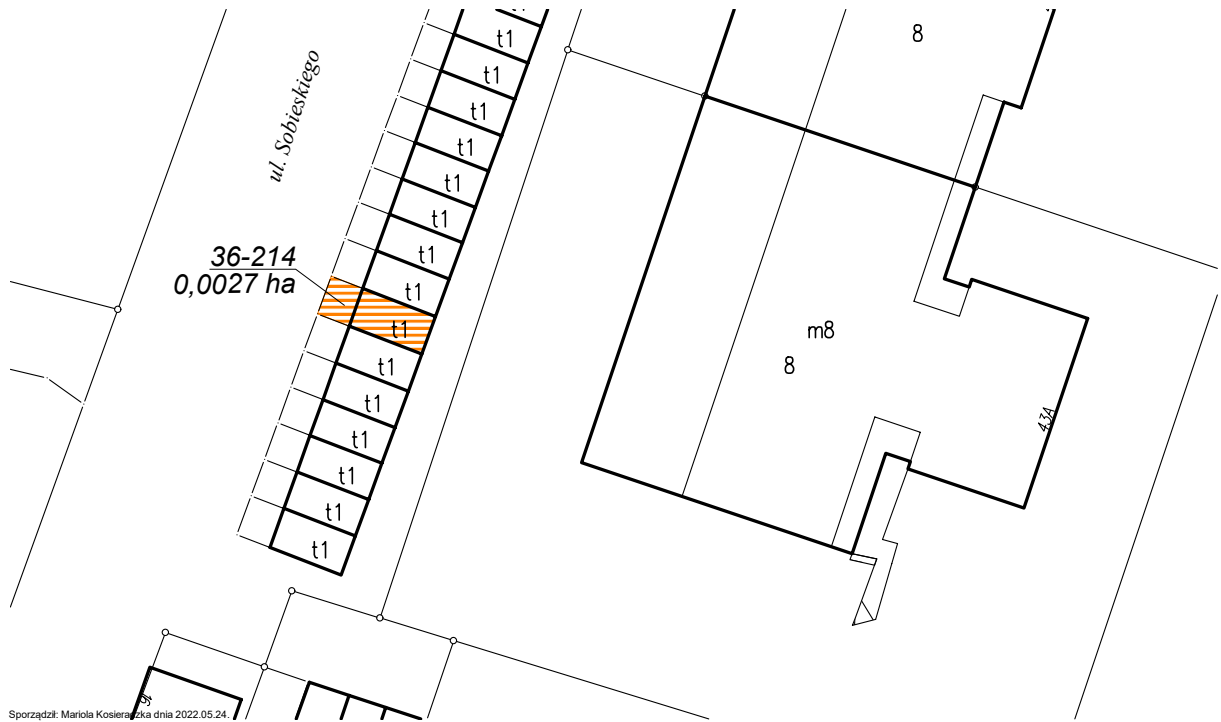 ul. Sobieskiego
8
t1
t1
t1
t1
t1
t1
t1
t1
36-214
0,0027 ha
t1
m8
8
t1
t1
43A
t1
t1
t1
t1
Sporządził: Mariola Kosieradzka dnia 2022.05.24.